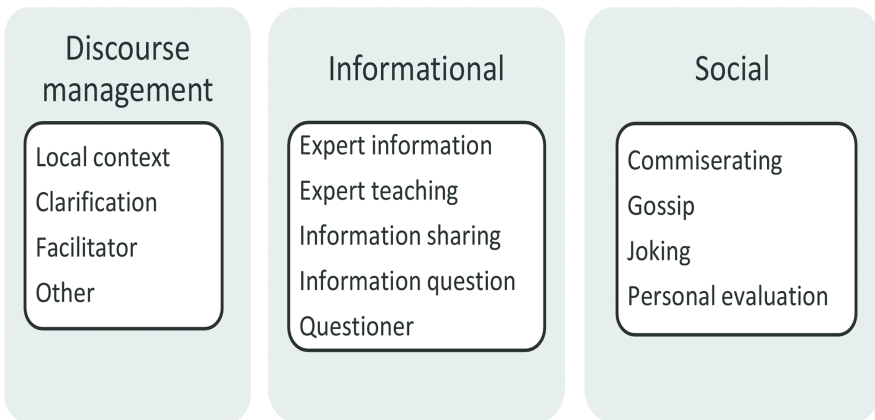 Discourse
management
Local context
Clarification
Facilitator
Other
Informational
Expert information
Expert teaching
Information sharing
Information question
Questioner
Social
Commiserating
Gossip
Joking
Personal evaluation